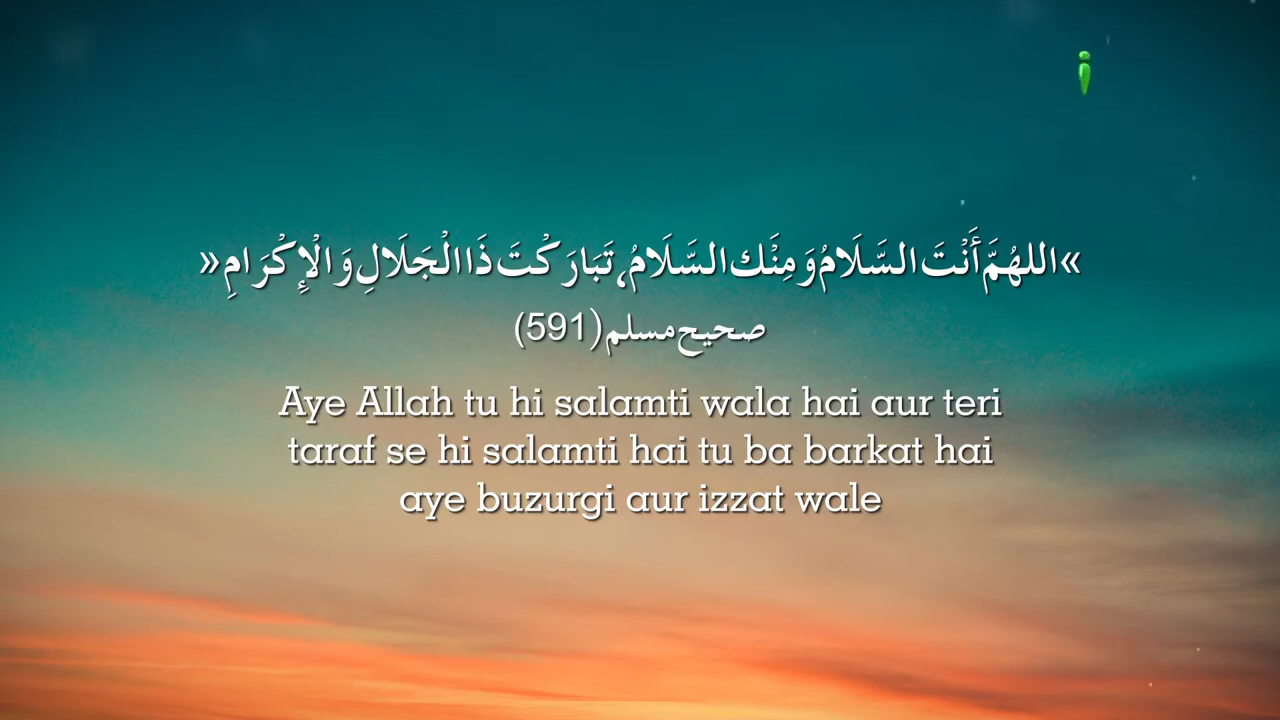 »اللهُمَّ أَنْتَ السَّلَامُ وَمِنْكَ السَّلَامُ، تَبَارَكْتَ ذَا الْجَلَالِ وَالْإِكْرَامِ«
صحيح مسلم (591)
Aye Allah tu hi salamti wala hai aur teri
taraf se hi salamti hai tu ba barkat hai
aye buzurgi aur izzat wale